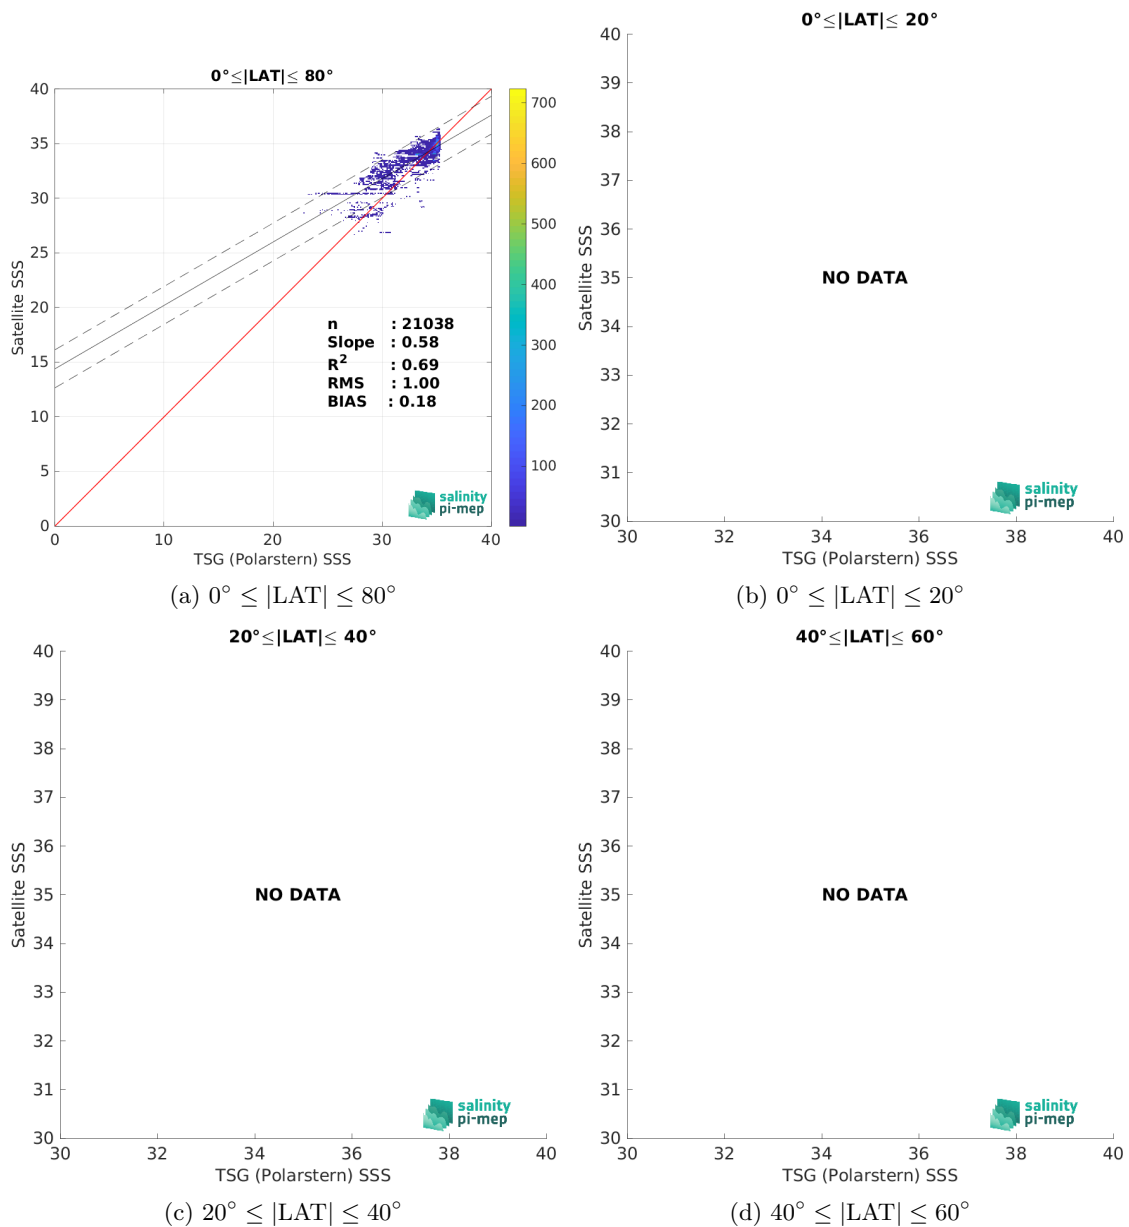 0°≤|LAT|≤ 80°
40
35
30
25
20
15
10
5
0
Satellite SSS
0
10
20
30
40
TSG (Polarstern) SSS
700
600
500
400
300
200
100
n : 21038
Slope : 0.58
R² : 0.69
RMS : 1.00
BIAS : 0.18
salinity
pi-mep
(a) 0° ≤ |LAT| ≤ 80°
0°≤|LAT|≤ 20°
40
39
38
37
36
35
34
33
32
31
30
Satellite SSS
NO DATA
salinity
pi-mep
30
32
34
36
38
40
TSG (Polarstern) SSS
(b) 0° ≤ |LAT| ≤ 20°
20°≤|LAT|≤ 40°
40
39
38
37
36
35
34
33
32
31
30
Satellite SSS
NO DATA
salinity
pi-mep
30
32
34
36
38
40
TSG (Polarstern) SSS
(c) 20° ≤ |LAT| ≤ 40°
40°≤|LAT|≤ 60°
40
39
38
37
36
35
34
33
32
31
30
Satellite SSS
NO DATA
salinity
pi-mep
30
32
34
36
38
40
TSG (Polarstern) SSS
(d) 40° ≤ |LAT| ≤ 60°